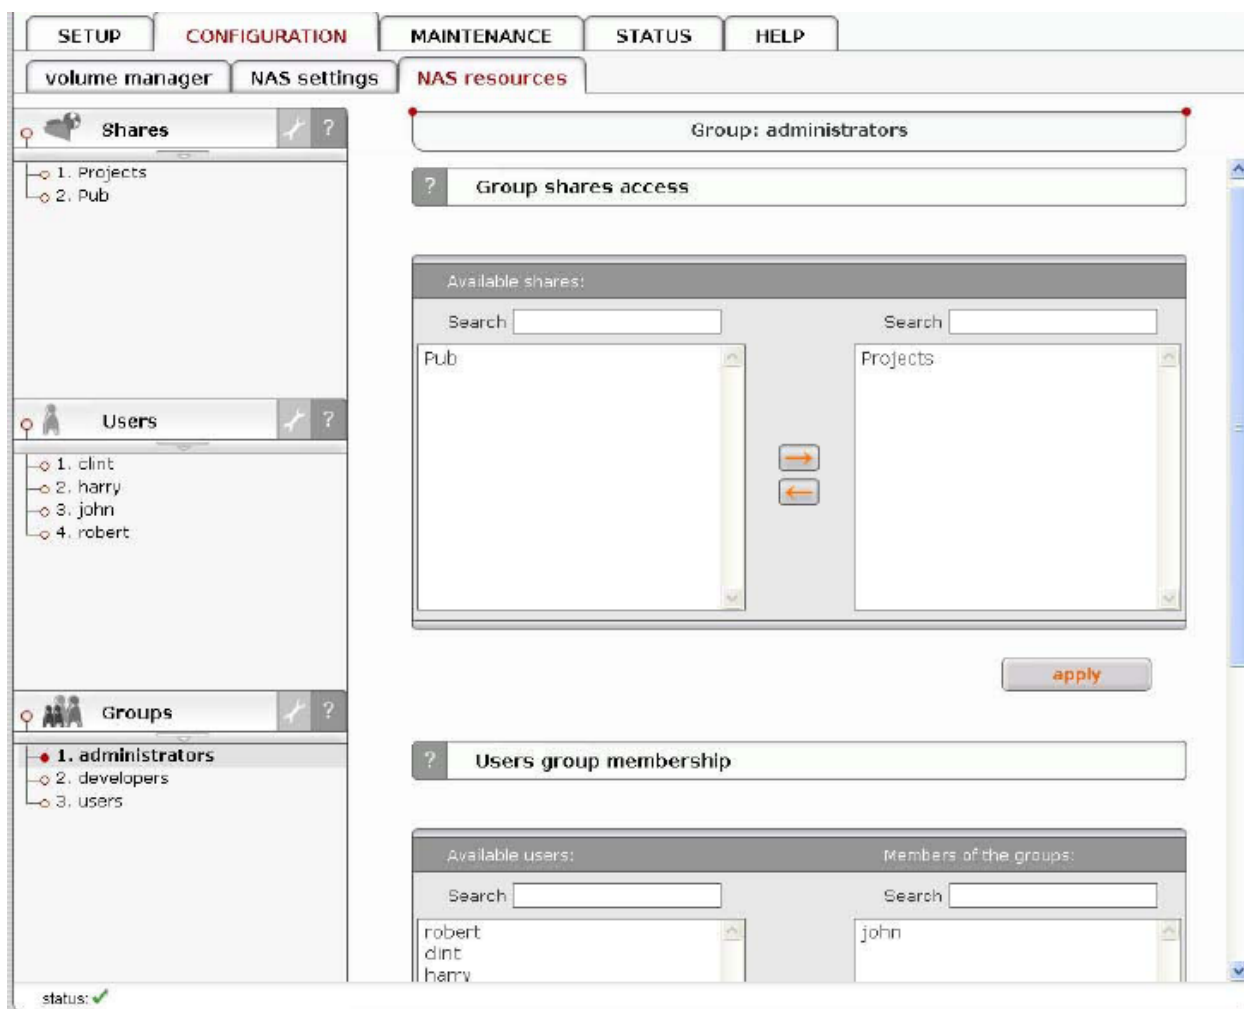 SETUP CONFIGURATION MAINTENANCE STATUS HELP
volume manager NAS settings NAS resources
Shares ?
1. Projects
2. Pub
Users ?
1. clint
2. harry
3. john
4. robert
Groups ?
1. administrators
2. developers
3. users
Group: administrators
? Group shares access
Available shares:
Search Search
Pub Projects
apply
? Users group membership
Available users: Members of the groups:
Search Search
robert john
clint
harry
status: